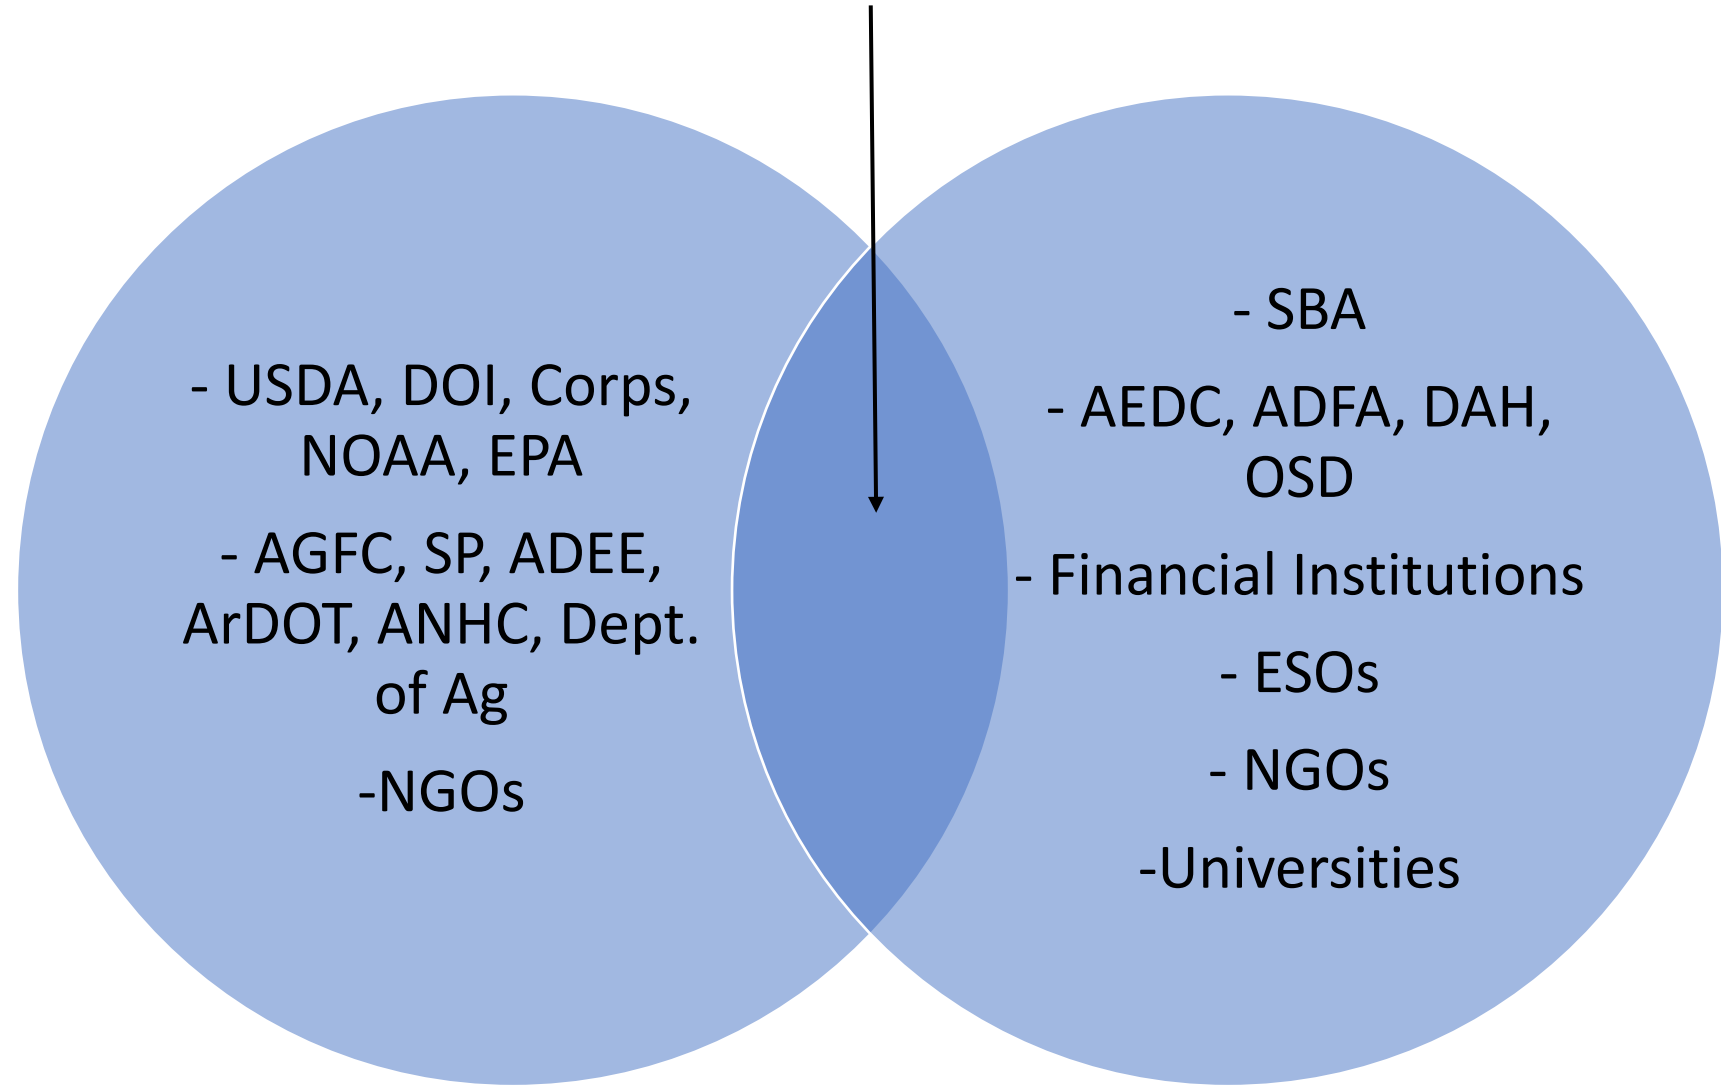 - USDA, DOI, Corps,
NOAA, EPA
- AGFC, SP, ADEE,
ArDOT, ANHC, Dept.
of Ag
-NGOs
- SBA
- AEDC, ADFA, DAH,
OSD
- Financial Institutions
- ESOs
- NGOs
-Universities